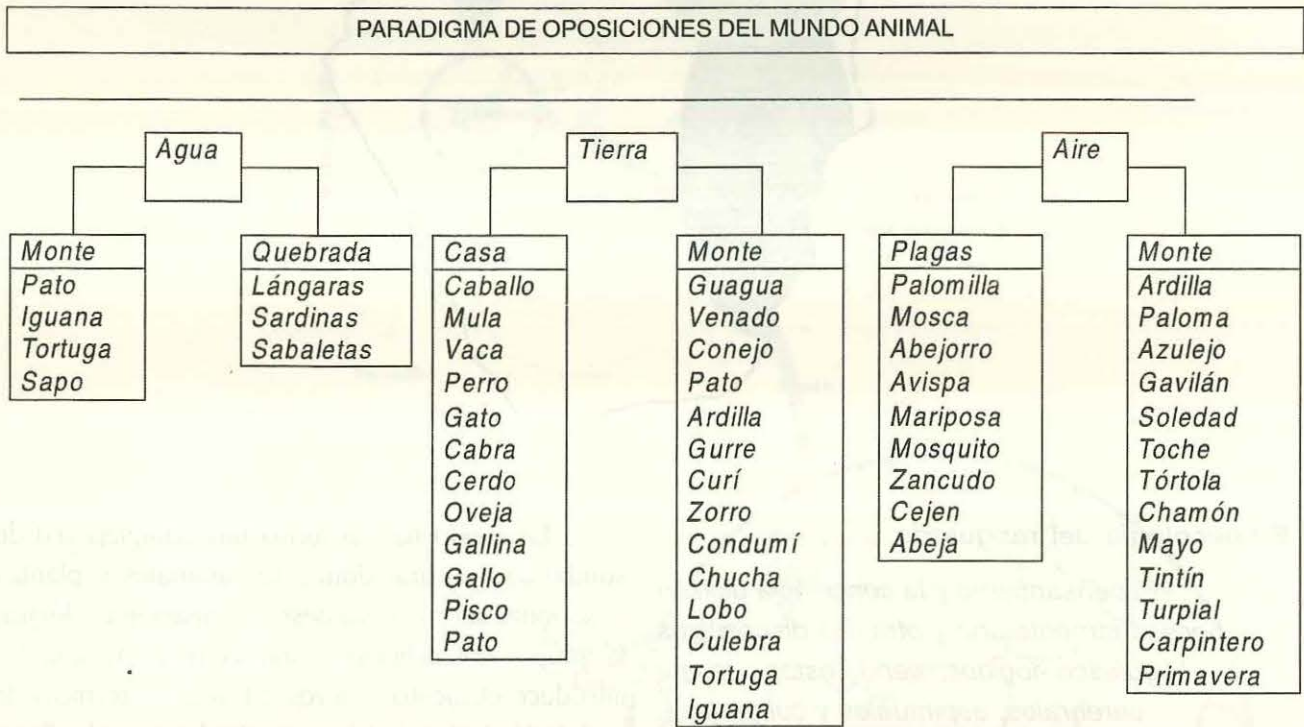 PARADIGMA DE OPOSICIONES DEL MUNDO ANIMAL
Agua
Monte
Pato
Iguana
Tortuga
Sapo
Quebrada
Lángaras
Sardinas
Sabaletas
Tierra
Casa
Caballo
Mula
Vaca
Perro
Gato
Cabra
Cerdo
Oveja
Gallina
Gallo
Pisco
Pato
Monte
Guagua
Venado
Conejo
Pato
Ardilla
Gurre
Curí
Zorro
Condumí
Chucha
Lobo
Culebra
Tortuga
Iguana
Aire
Plagas
Palomilla
Mosca
Abejorro
Avispa
Mariposa
Mosquito
Zancudo
Cejen
Abeja
Monte
Ardilla
Paloma
Azulejo
Gavilán
Soledad
Toche
Tórtola
Chamón
Mayo
Tintín
Turpial
Carpintero
Primavera